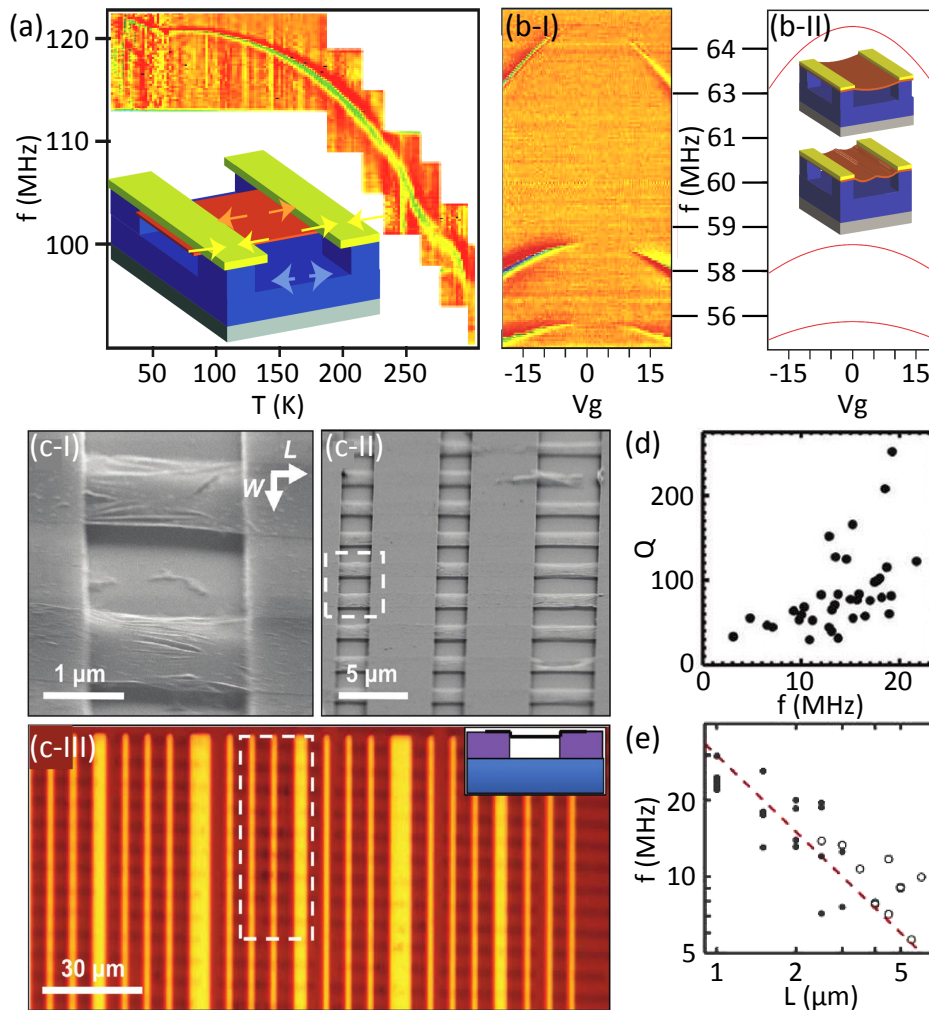 (a)
120
110
100
f (MHz)
50
100
150
200
250
T (K)
(b-I)
-15
0
15
Vg
64
63
61
60
59
58
56
f (MHz)
(b-II)
-15
0
15
Vg
(c-I)
L
W
1 µm
(c-II)
5 µm
(d)
250
200
100
0
Q
0
10
20
f (MHz)
(c-III)
30 µm
(e)
20
10
5
f (MHz)
1
2
5
L (µm)